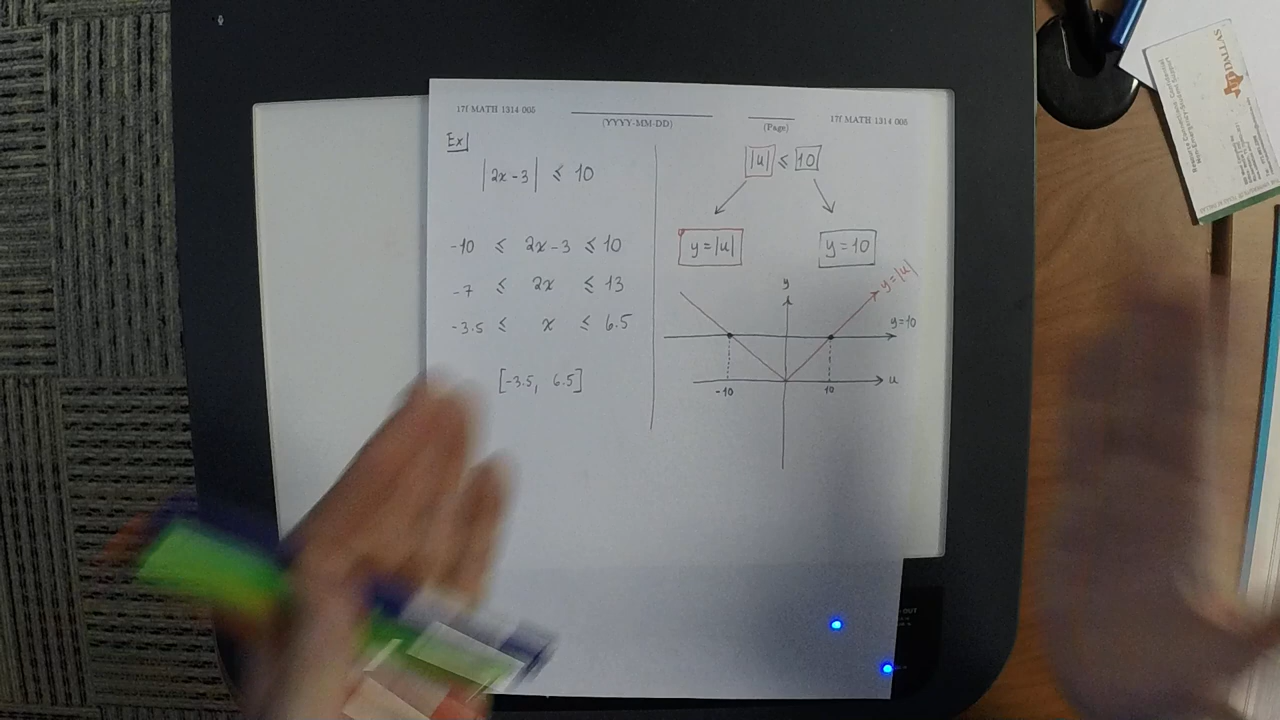 17f MATH 1314 005
(YYYY-MM-DD)
(Page)
17f MATH 1314 005
Ex
|2x-3| ⩽ 10
-10 ⩽ 2x-3 ⩽ 10
-7 ⩽ 2x ⩽ 13
-3.5 ⩽ x ⩽ 6.5
[-3.5, 6.5]
|u| ⩽ 10
y=|u|
y=10
y
y=|u|
y=10
-10
10
u
DALLAS